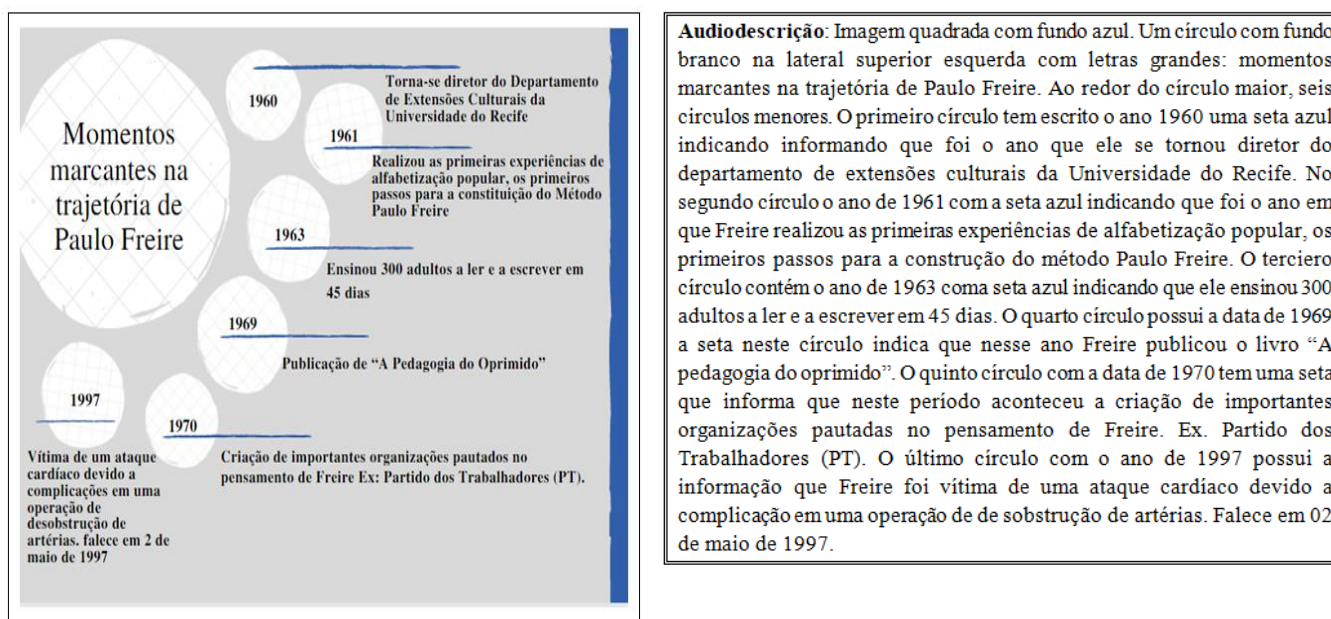 Momentos
marcantes na
trajetória de
Paulo Freire
1960
Torna-se diretor do Departamento
de Extensões Culturais da
Universidade do Recife
1961
Realizou as primeiras experiências de
alfabetização popular, os primeiros
passos para a constituição do Método
Paulo Freire
1963
Ensinou 300 adultos a ler e a escrever em
45 dias
1969
Publicação de “A Pedagogia do Oprimido”
1970
Criação de importantes organizações pautados no
pensamento de Freire Ex: Partido dos Trabalhadores (PT).
1997
Vítima de um ataque
cardíaco devido a
complicações em uma
operação de
desobstrução de
artérias. falece em 2 de
maio de 1997
Audiodescrição: Imagem quadrada com fundo azul. Um círculo com fundo
branco na lateral superior esquerda com letras grandes: momentos
marcantes na trajetória de Paulo Freire. Ao redor do círculo maior, seis
circulos menores. O primeiro círculo tem escrito o ano 1960 uma seta azul
indicando informando que foi o ano que ele se tornou diretor do
departamento de extensões culturais da Universidade do Recife. No
segundo círculo o ano de 1961 com a seta azul indicando que foi o ano em
que Freire realizou as primeiras experiências de alfabetização popular, os
primeiros passos para a construção do método Paulo Freire. O terciero
círculo contém o ano de 1963 coma seta azul indicando que ele ensinou 300
adultos a ler e a escrever em 45 dias. O quarto círculo possui a data de 1969
a seta neste círculo indica que nesse ano Freire publicou o livro “A
pedagogia do oprimido”. O quinto círculo com a data de 1970 tem uma seta
que informa que neste período aconteceu a criação de importantes
organizações pautadas no pensamento de Freire. Ex. Partido dos
Trabalhadores (PT). O último círculo com o ano de 1997 possui a
informação que Freire foi vítima de uma ataque cardíaco devido a
complicação em uma operação de de sobstrução de artérias. Falece em 02
de maio de 1997.